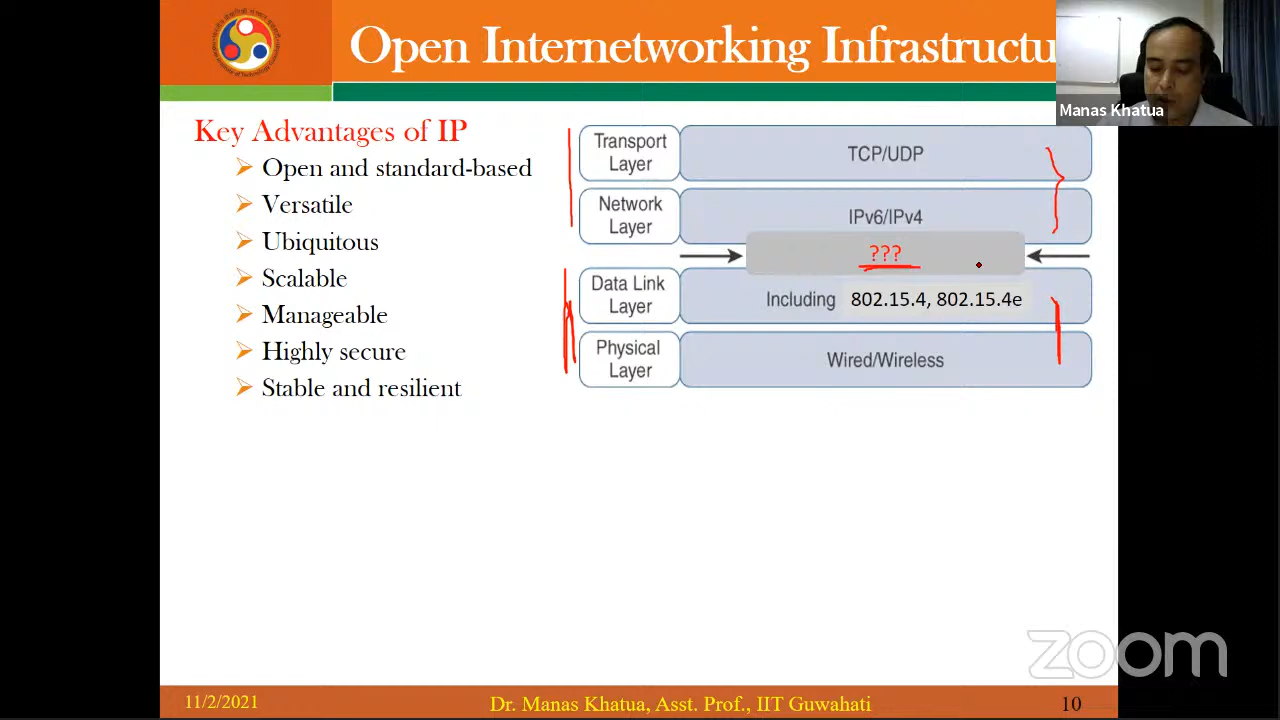 Open Internetworking Infrastructu
Manas Khatua
Key Advantages of IP
Open and standard-based
Versatile
Ubiquitous
Scalable
Manageable
Highly secure
Stable and resilient
Transport
Layer
TCP/UDP
Network
Layer
IPv6/IPv4
???
Data Link
Layer
Including 802.15.4, 802.15.4e
Physical
Layer
Wired/Wireless
zoom
11/2/2021
Dr. Manas Khatua, Asst. Prof., IIT Guwahati
10